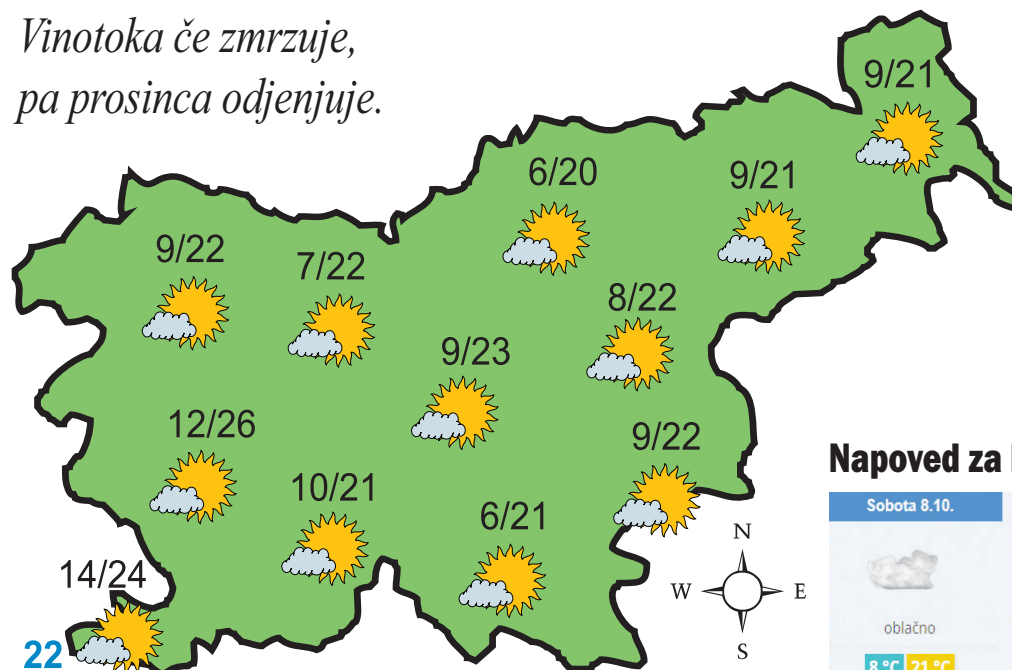 Vinotoka če zmrzuje,
pa prosinca odjenjuje.
9/21
6/20
9/21
9/22
7/22
8/22
9/23
12/26
9/22
10/21
6/21
14/24
N
W
E
S
22
Napoved za
Sobota 8.10.
oblačno
8 °C 21 °C